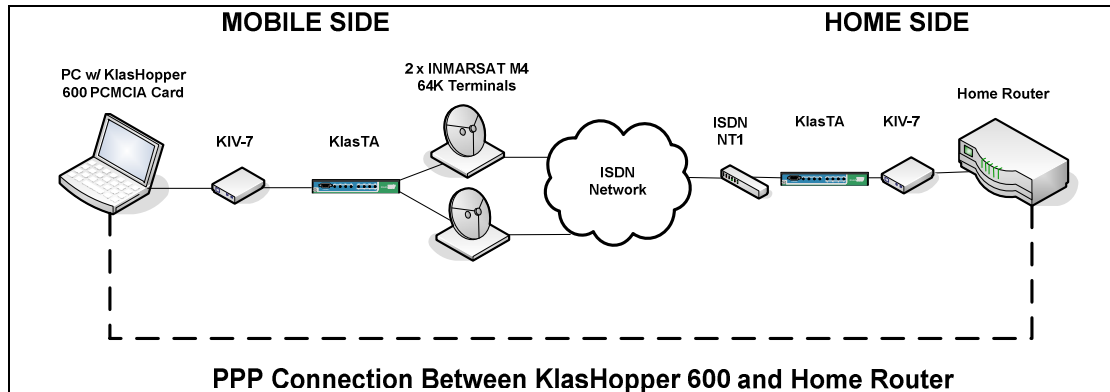 MOBILE SIDE
HOME SIDE
PC w/ KlasHopper
600 PCMCIA Card
KIV-7
KlasTA
2 x INMARSAT M4
64K Terminals
ISDN
Network
ISDN
NT1
KlasTA
KIV-7
Home Router
PPP Connection Between KlasHopper 600 and Home Router